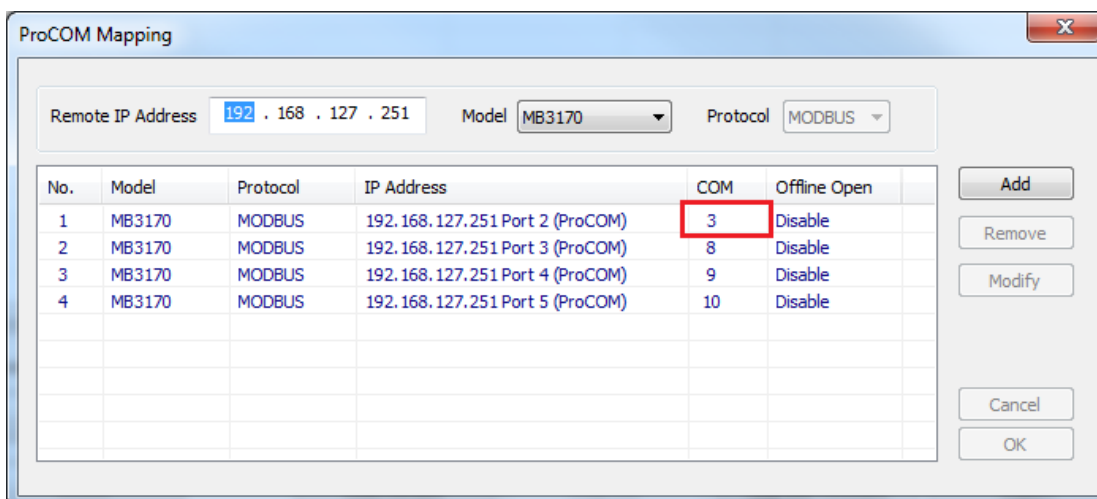 ProCOM Mapping
X
Remote IP Address 192 . 168 . 127 . 251 Model MB3170 Protocol MODBUS
No. Model Protocol IP Address COM Offline Open
1 MB3170 MODBUS 192.168.127.251 Port 2 (ProCOM) 3 Disable
2 MB3170 MODBUS 192.168.127.251 Port 3 (ProCOM) 8 Disable
3 MB3170 MODBUS 192.168.127.251 Port 4 (ProCOM) 9 Disable
4 MB3170 MODBUS 192.168.127.251 Port 5 (ProCOM) 10 Disable
Add
Remove
Modify
Cancel
OK